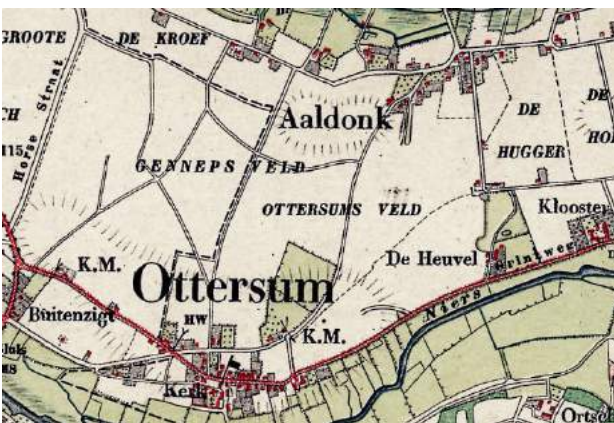 GROOTE
DE KROEF
Horse Straat
CH
115
Aaldonk
GENNEPS VELD
OTTERSUMS VELD
DE
HUGGER
DE
HO
Klooster
De Heuvel
Grintweg
Niers
K.M.
Ottersum
Buitenzigt
HW
K.M.
Kerk
Ortse